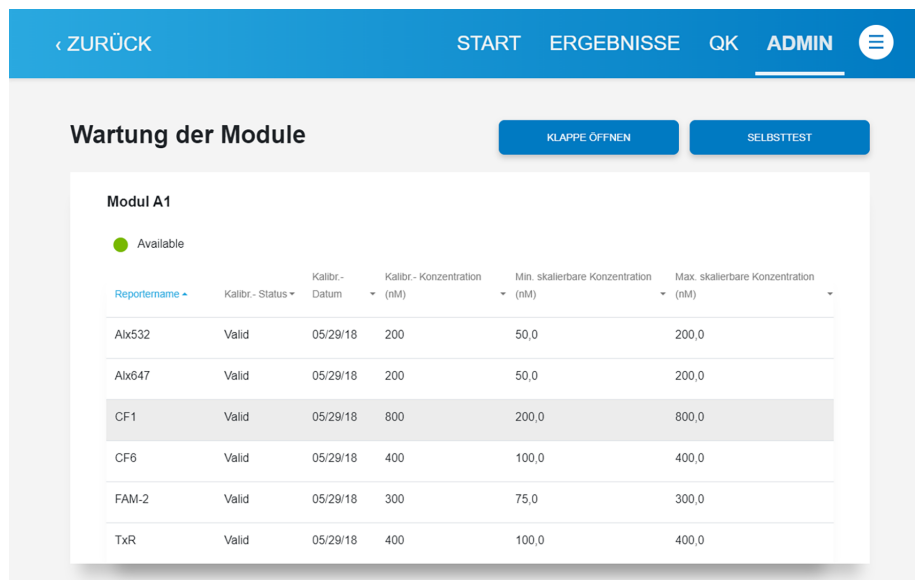 ‹ ZURÜCK START ERGEBNISSE QK ADMIN
Wartung der Module KLAPPE ÖFFNEN SELBSTTEST
Modul A1
Available
Kalibr.- Kalibr.- Konzentration Min. skalierbare Konzentration Max. skalierbare Konzentration
Reportername Kalibr.- Status Datum (nM) (nM) (nM)
Alx532 Valid 05/29/18 200 50,0 200,0
Alx647 Valid 05/29/18 200 50,0 200,0
CF1 Valid 05/29/18 800 200,0 800,0
CF6 Valid 05/29/18 400 100,0 400,0
FAM-2 Valid 05/29/18 300 75,0 300,0
TxR Valid 05/29/18 400 100,0 400,0